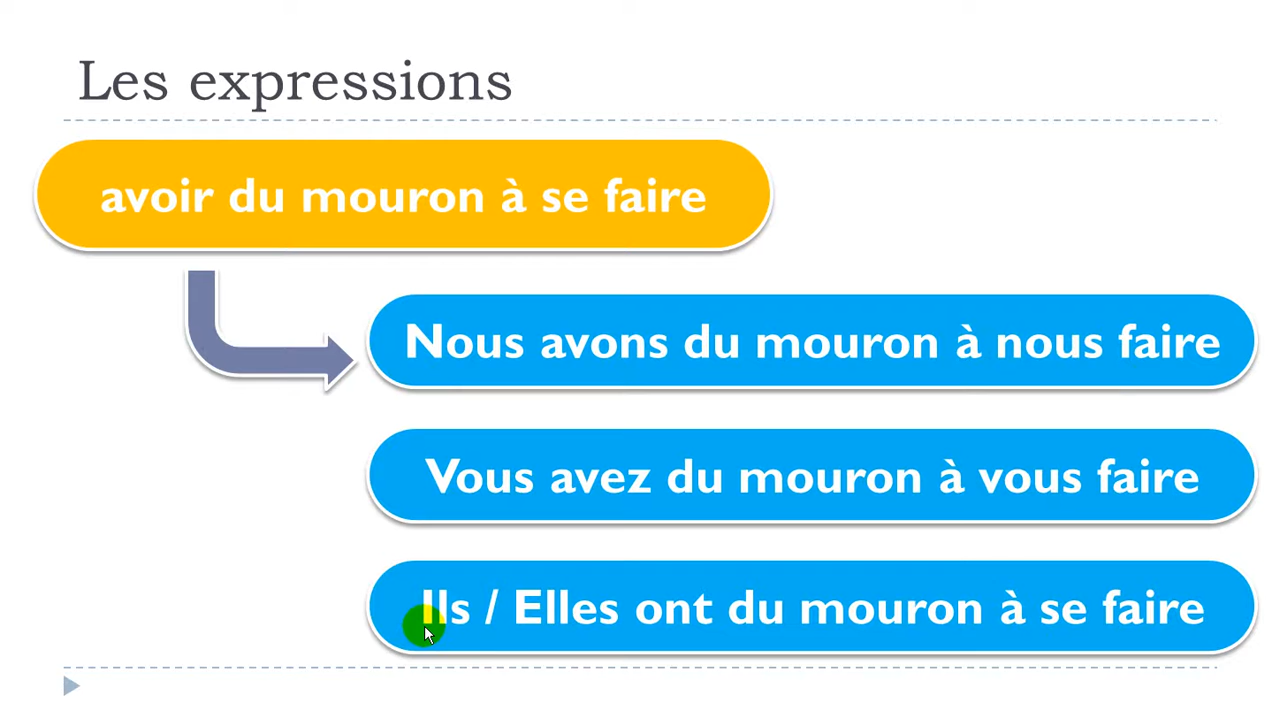 Les expressions
avoir du mouron à se faire
Nous avons du mouron à nous faire
Vous avez du mouron à vous faire
Ils / Elles ont du mouron à se faire